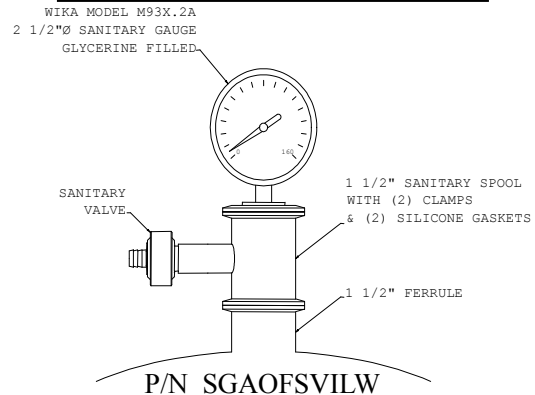 WIKA MODEL M93X.2A
2 1/2"Ø SANITARY GAUGE
GLYCERINE FILLED
0
160
SANITARY
VALVE
1 1/2" SANITARY SPOOL
WITH (2) CLAMPS
& (2) SILICONE GASKETS
1 1/2" FERRULE
P/N SGAOFSVILW